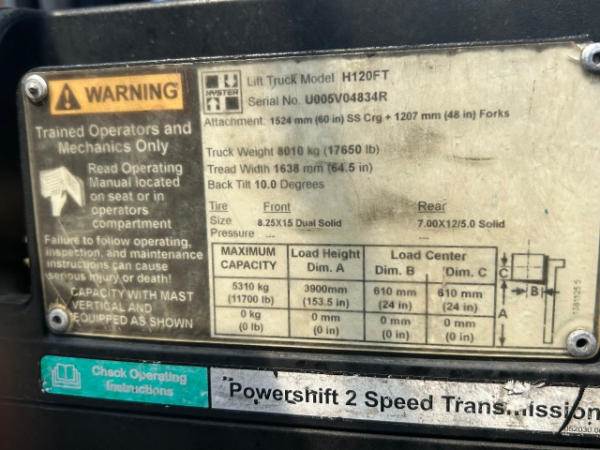 WARNING
Trained Operators and
Mechanics Only
Read Operating
Manual located
on seat or in
operators
compartment
Failure to follow operating,
inspection, and maintenance
instructions can cause
serious injury or death!
CAPACITY WITH MAST
VERTICAL AND
EQUIPPED AS SHOWN
HYSTER
Lift Truck Model H120FT
Serial No. U005V04834R
Attachment: 1524 mm (60 in) SS Crg + 1207 mm (48 in) Forks
Truck Weight 8010 kg (17650 lb)
Tread Width 1638 mm (64.5 in)
Back Tilt 10.0 Degrees
Tire Front Rear
Size 8.25X15 Dual Solid 7.00X12/5.0 Solid
Pressure --- ---
MAXIMUM CAPACITY Load Height Dim. A Load Center Dim. B Dim. C
5310 kg 3900mm 610 mm 610 mm
(11700 lb) (153.5 in) (24 in) (24 in)
0 kg 0 mm 0 mm 0 mm
(0 lb) (0 in) (0 in) (0 in)
C
B
A
Check Operating
Instructions
Powershift 2 Speed Transmission